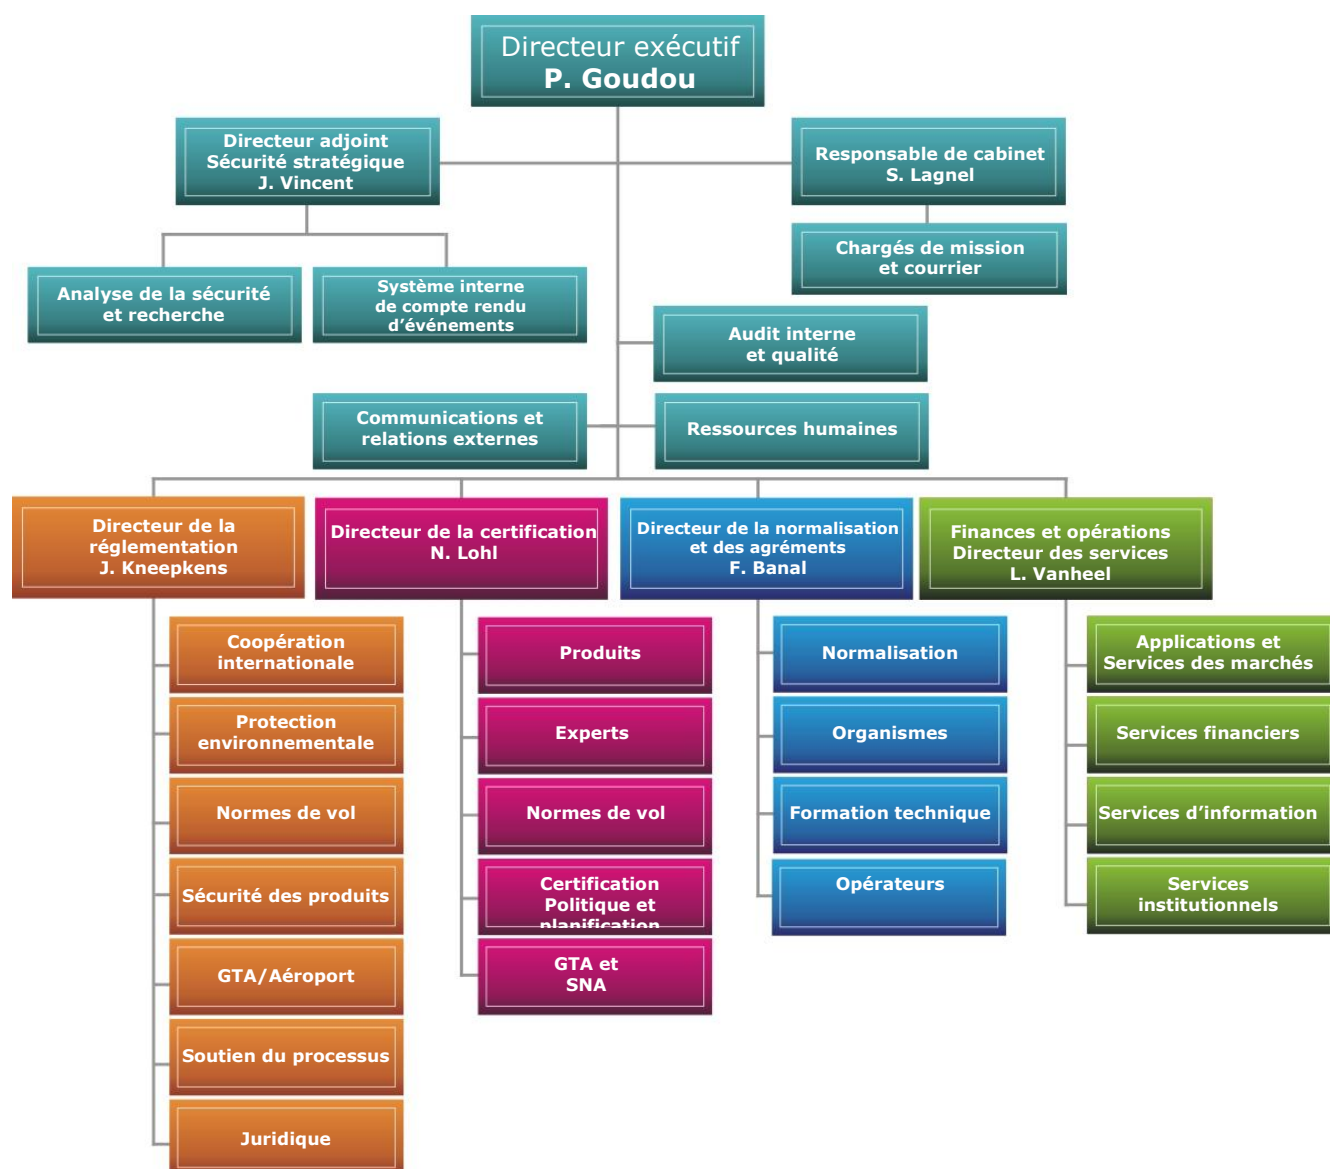 Directeur exécutif
P. Goudou
Directeur adjoint
Sécurité stratégique
J. Vincent
Responsable de cabinet
S. Lagnel
Chargés de mission
et courrier
Analyse de la sécurité
et recherche
Système interne
de compte rendu
d’événements
Audit interne
et qualité
Communications et
relations externes
Ressources humaines
Directeur de la
réglementation
J. Kneepkens
Directeur de la certification
N. Lohl
Directeur de la normalisation
et des agréments
F. Banal
Finances et opérations
Directeur des services
L. Vanheel
Coopération
internationale
Protection
environnementale
Normes de vol
Sécurité des produits
GTA/Aéroport
Soutien du processus
Juridique
Produits
Experts
Normes de vol
Certification
Politique et
planification
GTA et
SNA
Normalisation
Organismes
Formation technique
Opérateurs
Applications et
Services des marchés
Services financiers
Services d’information
Services
institutionnels